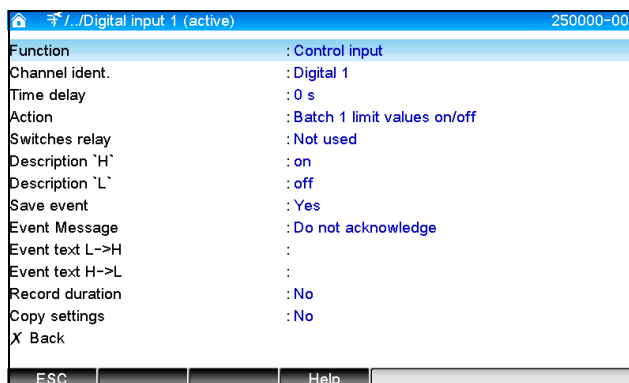 /../Digital input 1 (active) 250000-00
Function : Control input
Channel ident. : Digital 1
Time delay : 0 s
Action : Batch 1 limit values on/off
Switches relay : Not used
Description `H` : on
Description `L` : off
Save event : Yes
Event Message : Do not acknowledge
Event text L->H :
Event text H->L :
Record duration : No
Copy settings : No
X Back
ESC Help